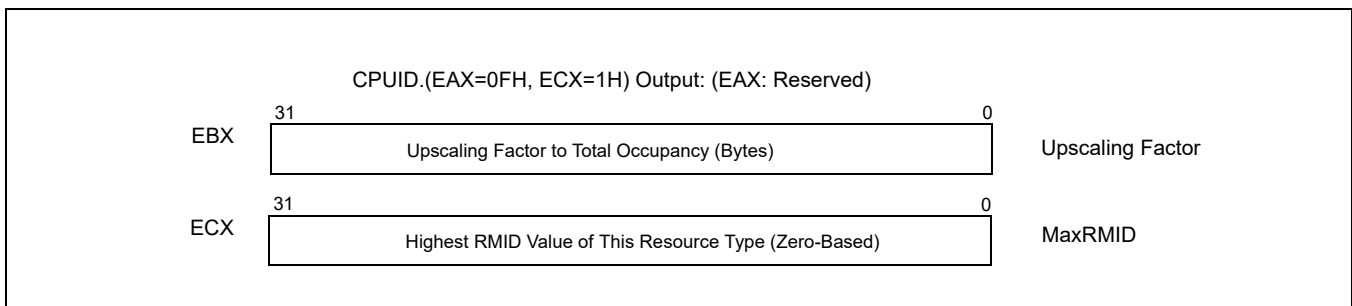 CPUID.(EAX=0FH, ECX=1H) Output: (EAX: Reserved)
31 0
EBX Upscaling Factor to Total Occupancy (Bytes) Upscaling Factor
31 0
ECX Highest RMID Value of This Resource Type (Zero-Based) MaxRMID